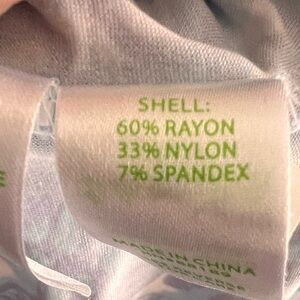 SHELL:
60% RAYON
33% NYLON
7% SPANDEX
MADE IN CHINA